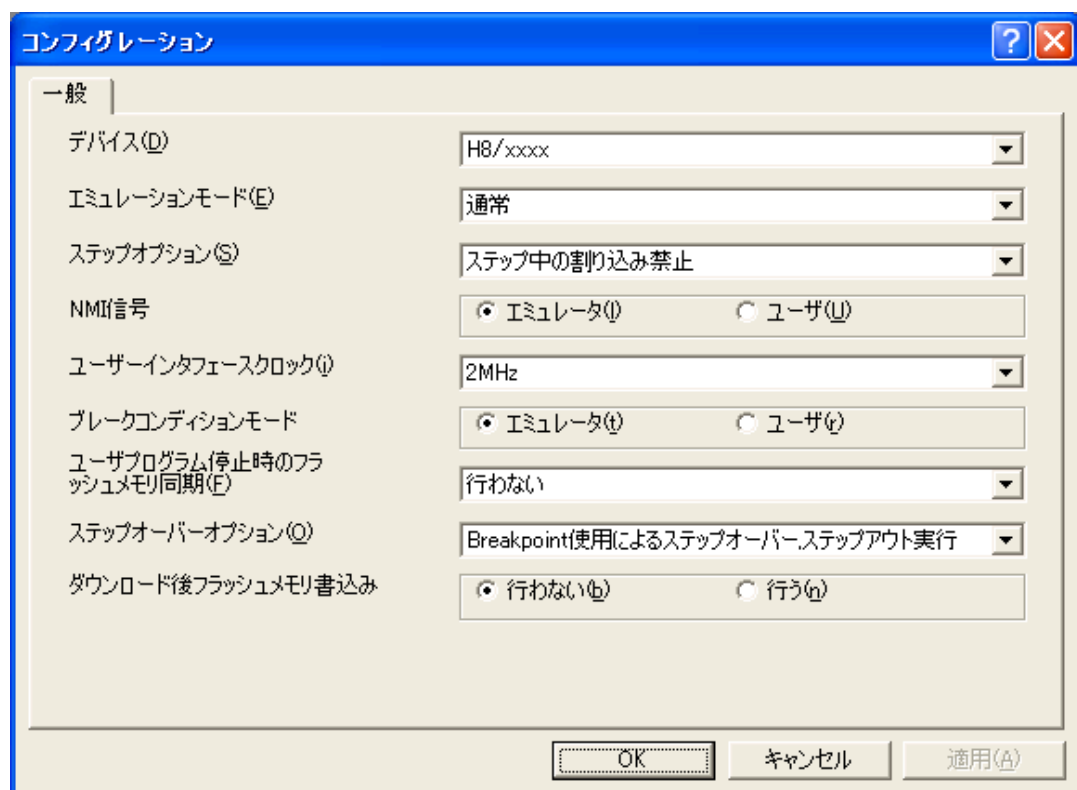 コンフィグレーション
一般
デバイス(D)
H8/xxxx
エミュレーションモード(E)
通常
ステップオプション(S)
ステップ中の割り込み禁止
NMI信号
エミュレータ(I) ユーザ(U)
ユーザーインタフェースクロック(i)
2MHz
ブレークコンディションモード
エミュレータ(t) ユーザ(r)
ユーザプログラム停止時のフラ
ッシュメモリ同期(F)
行わない
ステップオーバーオプション(O)
Breakpoint使用によるステップオーバー,ステップアウト実行
ダウンロード後フラッシュメモリ書込み
行わない(b) 行う(n)
OK キャンセル 適用(A)